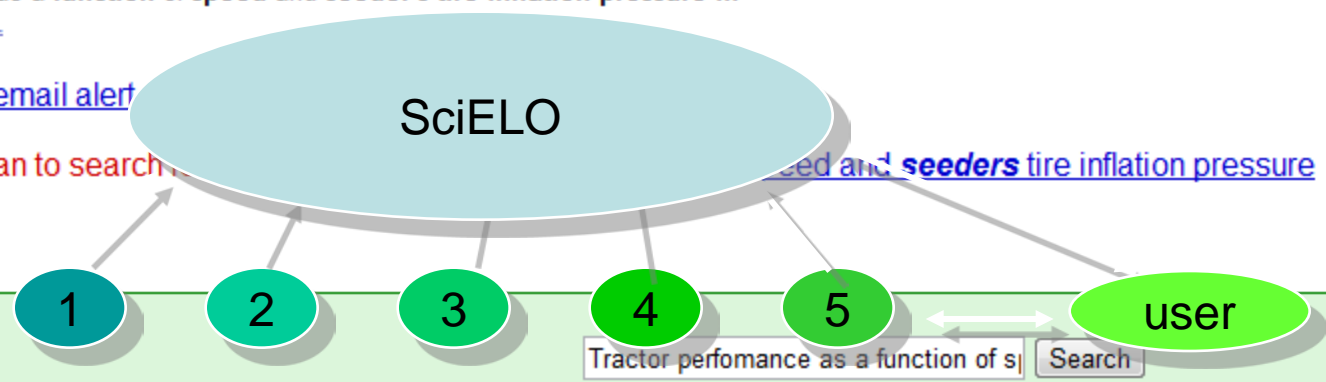 email alert
SciELO
an to search
eed and seeders tire inflation pressure
1 2 3 4 5 user
Tractor perfomance as a function of s Search